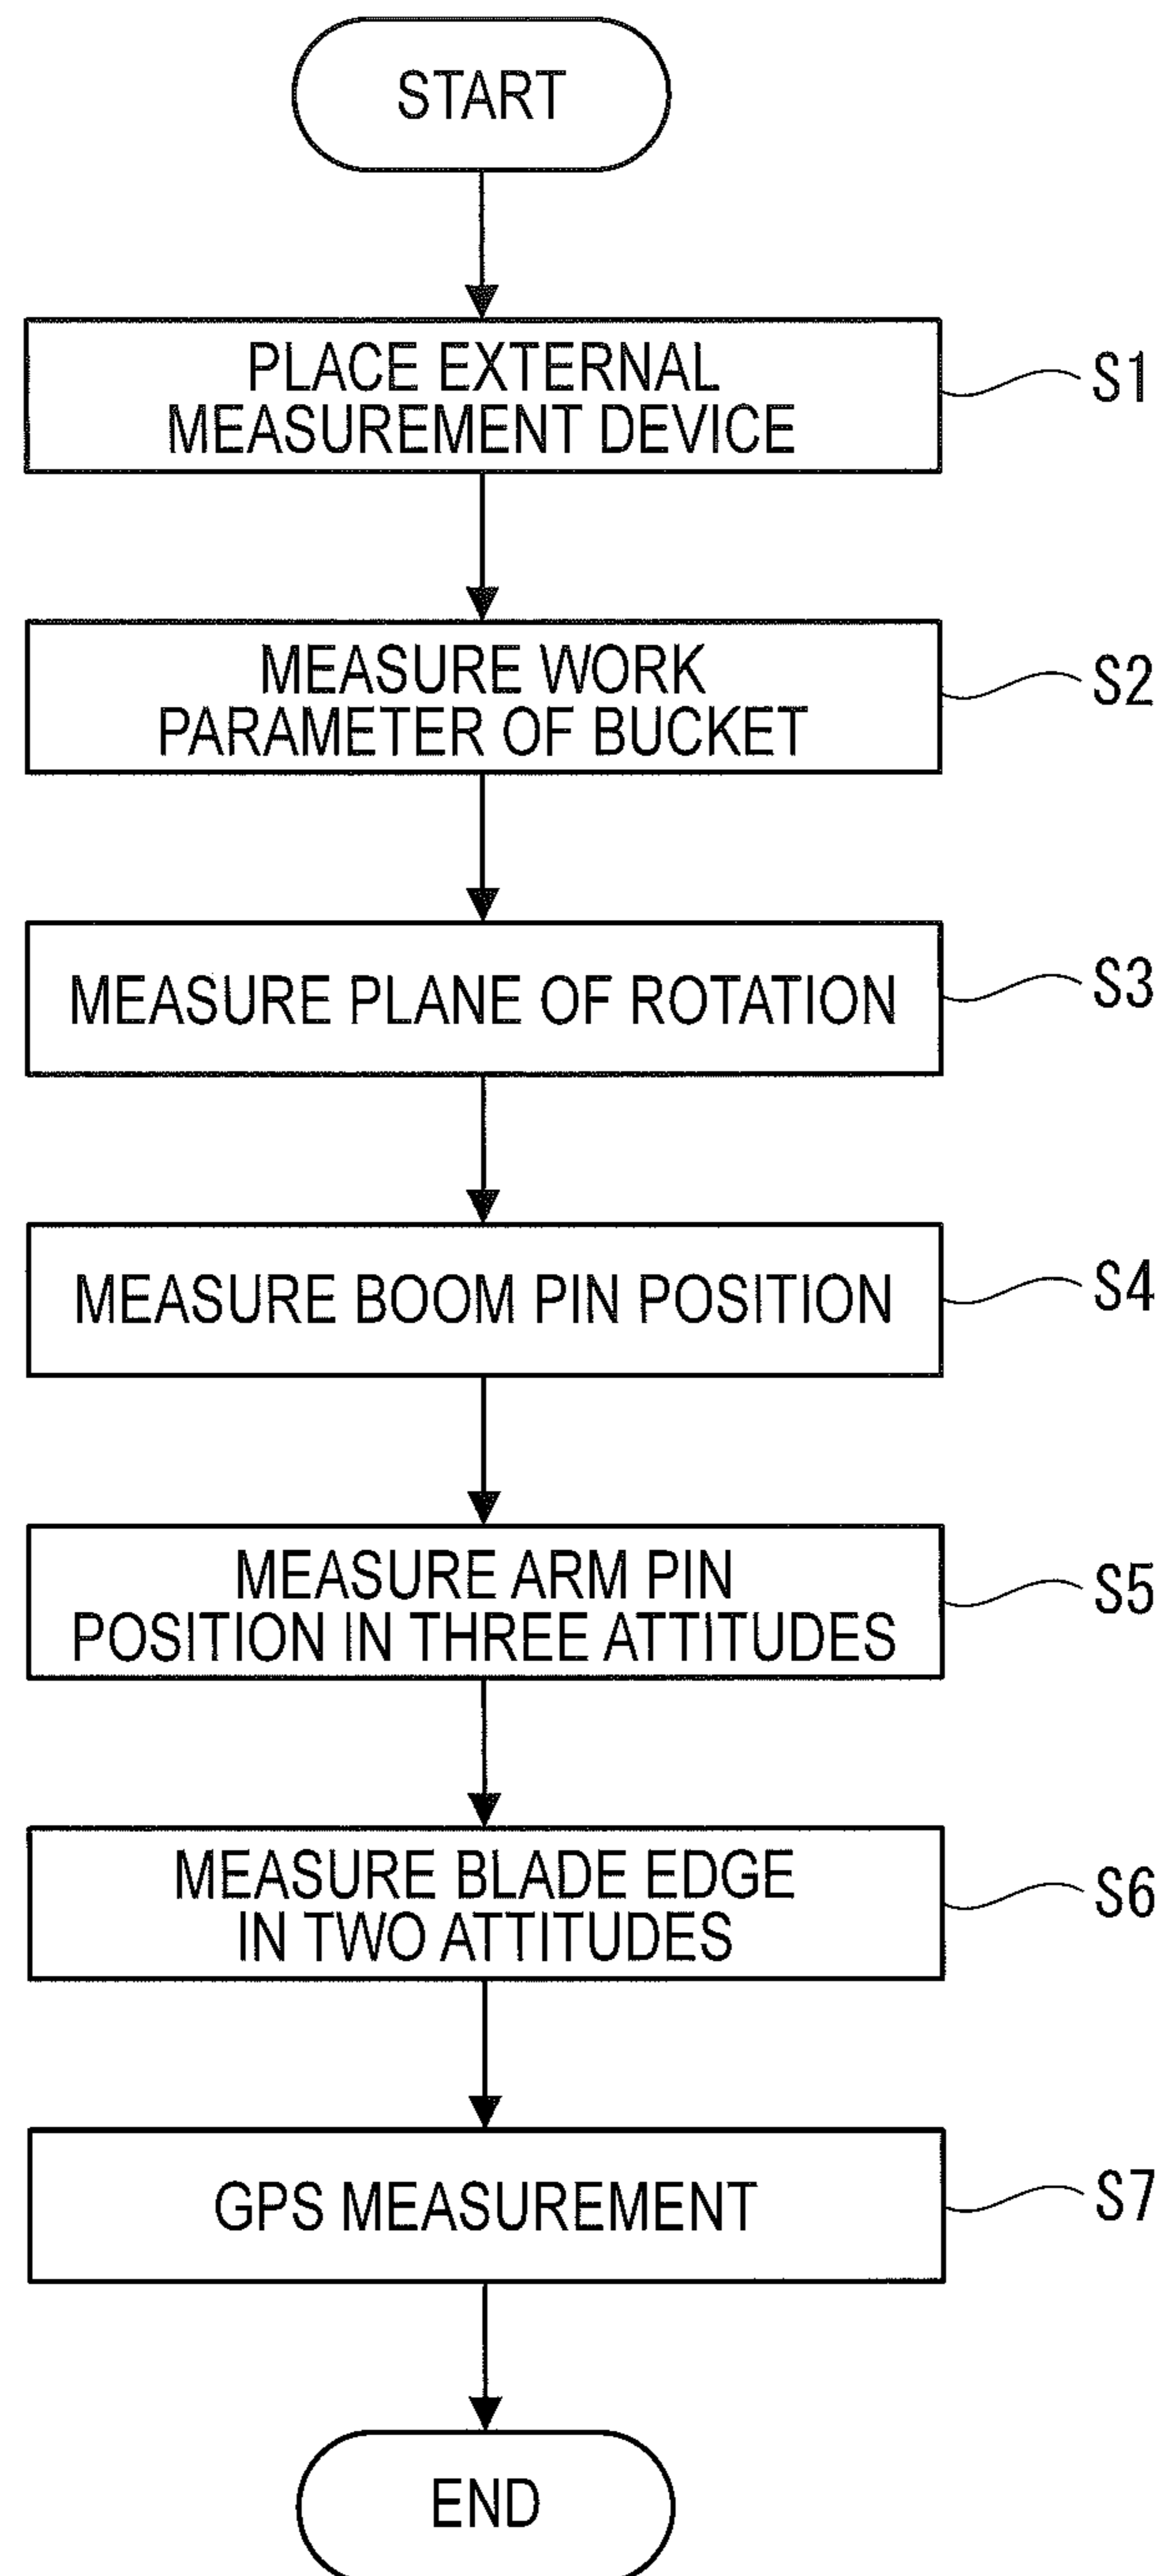 START
PLACE EXTERNAL
MEASUREMENT DEVICE
S1
MEASURE WORK
PARAMETER OF BUCKET
S2
MEASURE PLANE OF ROTATION
S3
MEASURE BOOM PIN POSITION
S4
MEASURE ARM PIN
POSITION IN THREE ATTITUDES
S5
MEASURE BLADE EDGE
IN TWO ATTITUDES
S6
GPS MEASUREMENT
S7
END